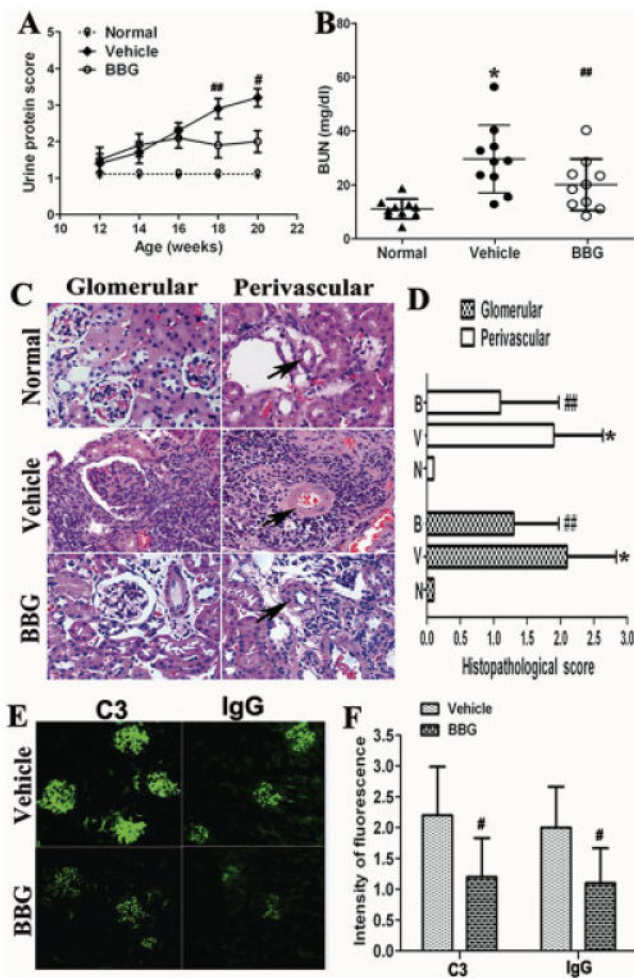 A
Normal
Vehicle
BBG
Urine protein score
5
4
3
2
1
0
##
#
10 12 14 16 18 20 22
Age (weeks)
B
BUN (mg/dl)
80
60
40
20
0
*
##
Normal Vehicle BBG
C
Glomerular Perivascular
Normal
Vehicle
BBG
D
Glomerular
Perivascular
B ##
V *
N
B ##
V *
N
0.0 0.5 1.0 1.5 2.0 2.5 3.0
Histopathological score
E
C3 IgG
Vehicle
BBG
F
Vehicle
BBG
Intensity of fluorescence
3.5
3.0
2.5
2.0
1.5
1.0
0.5
0.0
# #
C3 IgG